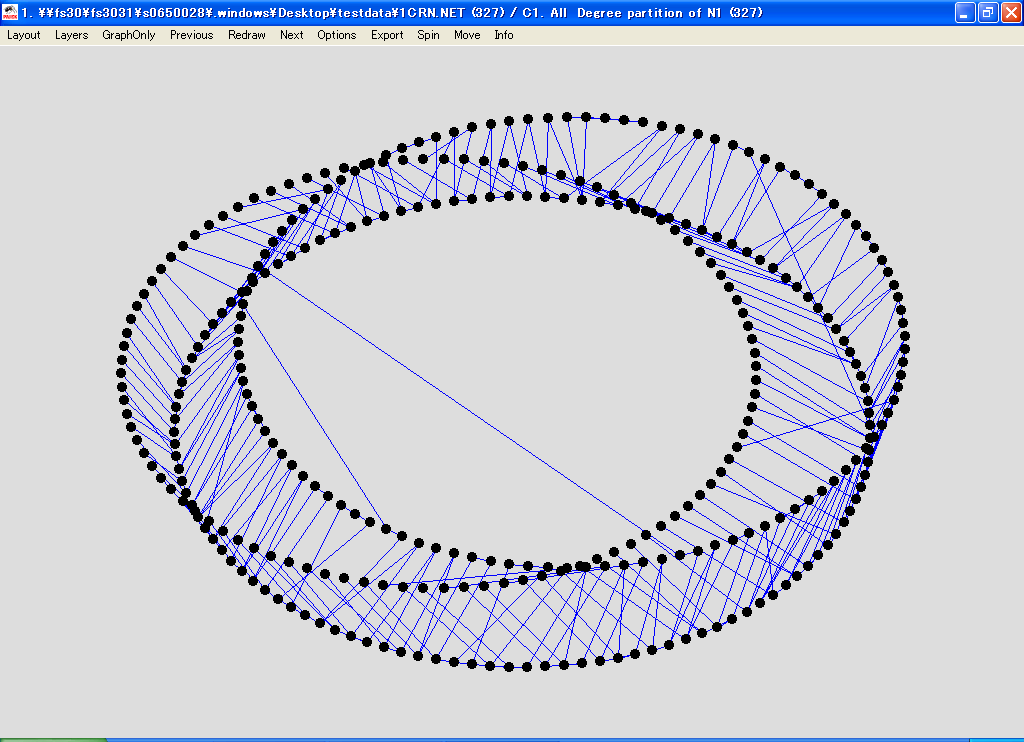 1. ¥¥fs30¥fs3031¥s0650028¥.windows¥Desktop¥testdata¥1CRN.NET (327) / C1. All  Degree partition of N1 (327)
Layout Layers GraphOnly Previous Redraw Next Options Export Spin Move Info